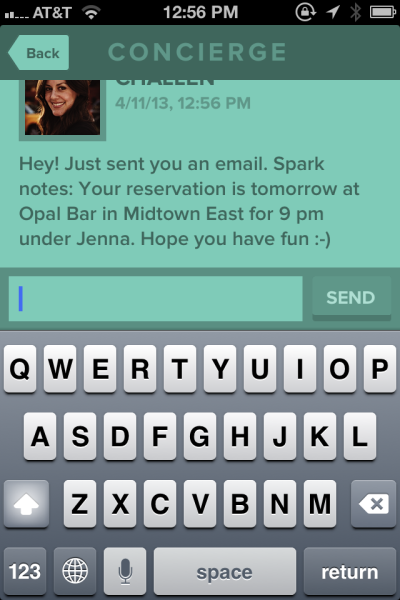 AT&T 12:56 PM
Back CONCIERGE
CHALLEN
4/11/13, 12:56 PM
Hey! Just sent you an email. Spark
notes: Your reservation is tomorrow at
Opal Bar in Midtown East for 9 pm
under Jenna. Hope you have fun :-)
SEND
Q W E R T Y U I O P
A S D F G H J K L
Z X C V B N M
123 space return